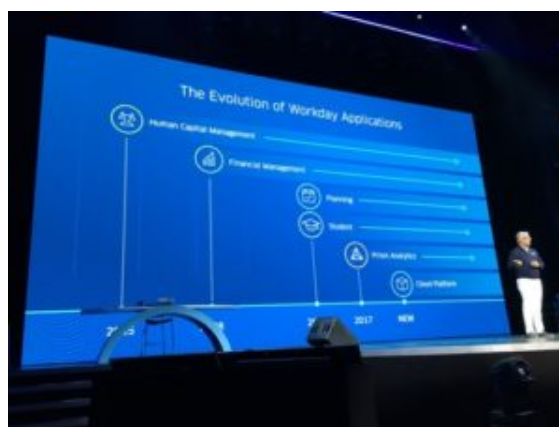 The Evolution of Workday Applications
Human Capital Management
Financial Management
Planning
Student
Prism Analytics
Cloud Platform
2017
NEW